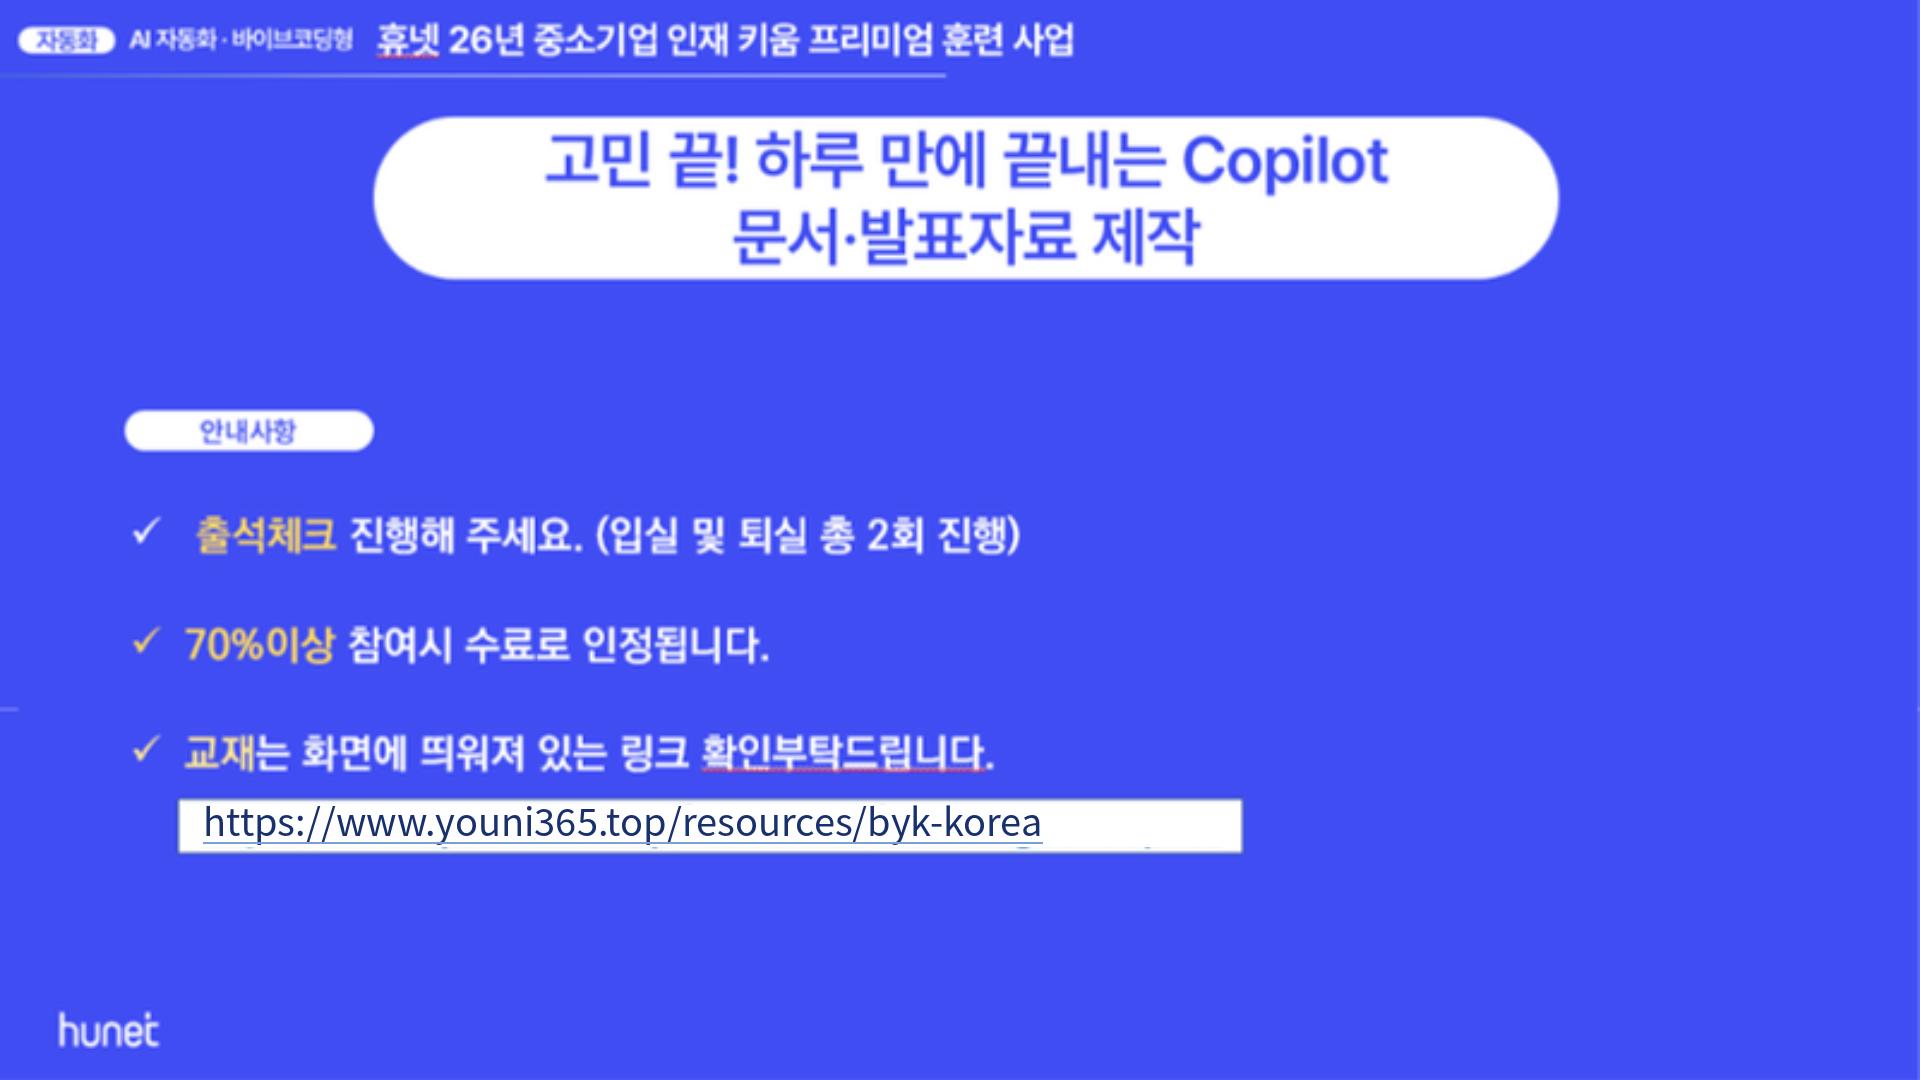 자동화 AI 자동화 · 바이브코딩형 휴넷 26년 중소기업 인재 키움 프리미엄 훈련 사업
고민 끝! 하루 만에 끝내는 Copilot
문서·발표자료 제작
안내사항
✓ 출석체크 진행해 주세요. (입실 및 퇴실 총 2회 진행)
✓ 70%이상 참여시 수료로 인정됩니다.
✓ 교재는 화면에 띄워져 있는 링크 확인부탁드립니다.
https://www.youni365.top/resources/byk-korea
hunet